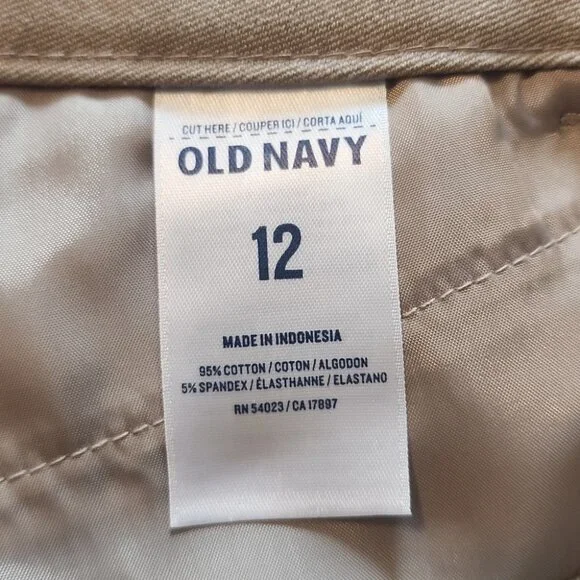 CUT HERE / COUPER ICI / CORTA AQUÍ
OLD NAVY
12
MADE IN INDONESIA
95% COTTON / COTON / ALGODON
5% SPANDEX / ÉLASTHANNE / ELASTANO
RN 54023 / CA 17897